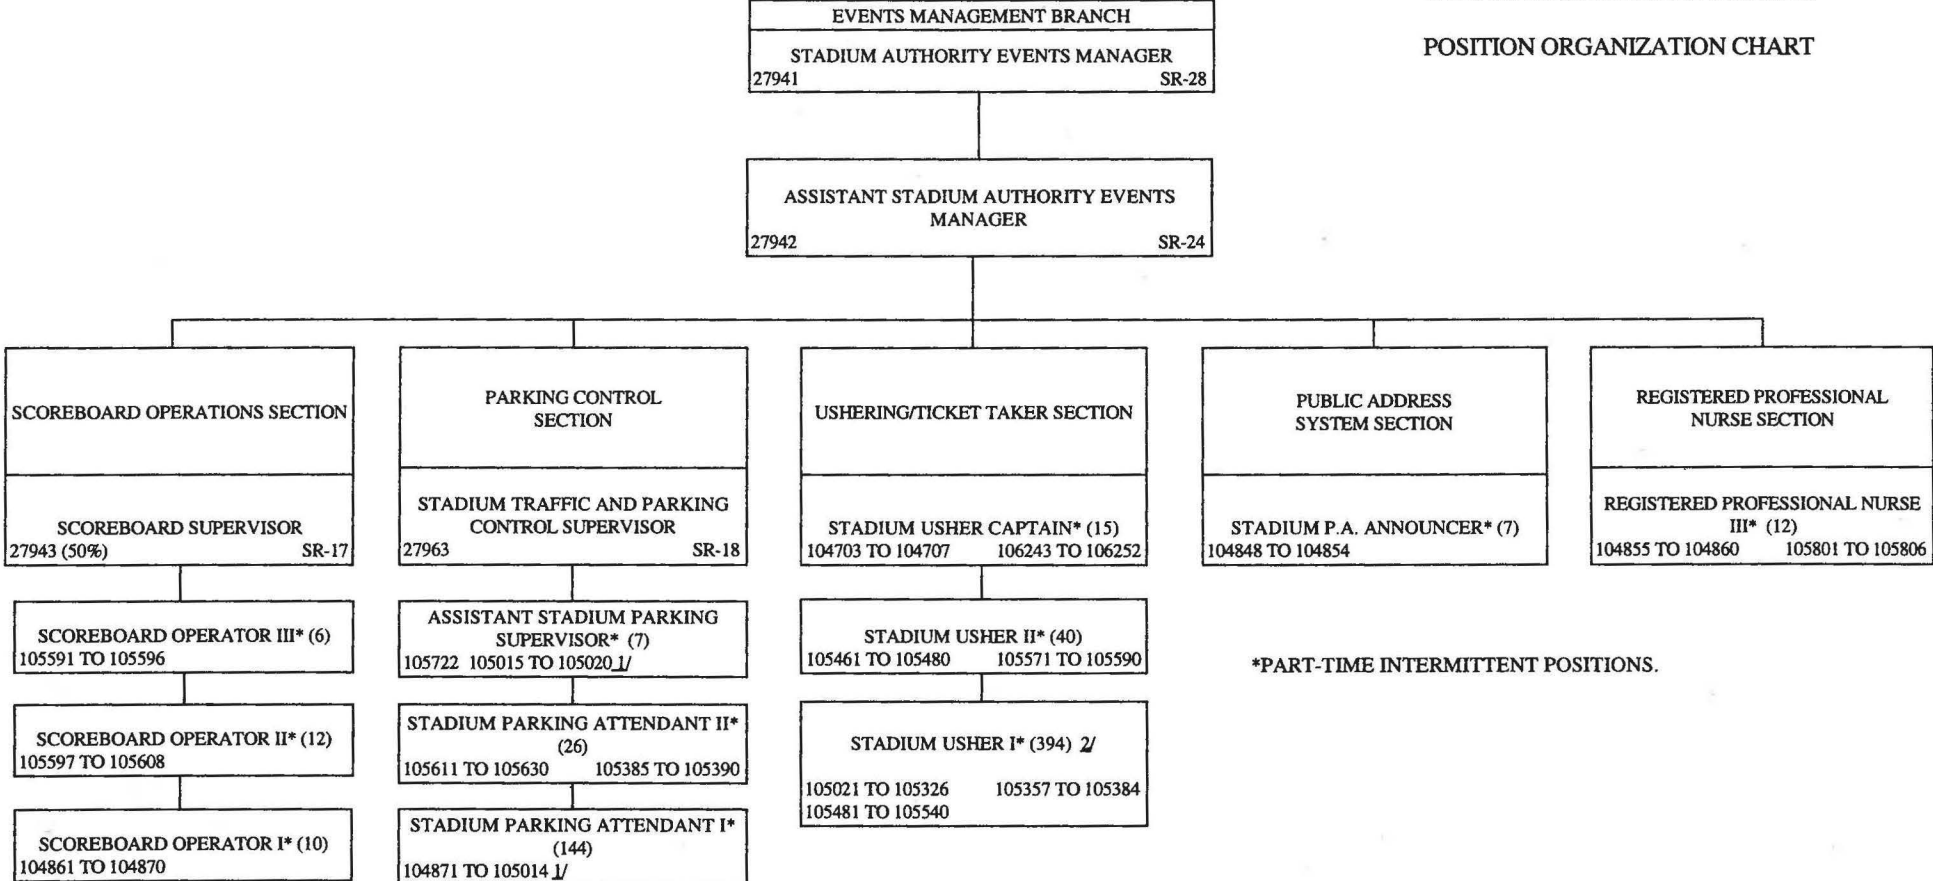 POSITION ORGANIZATION CHART
EVENTS MANAGEMENT BRANCH
STADIUM AUTHORITY EVENTS MANAGER
27941 SR-28
ASSISTANT STADIUM AUTHORITY EVENTS
MANAGER
27942 SR-24
SCOREBOARD OPERATIONS SECTION
SCOREBOARD SUPERVISOR
27943 (50%) SR-17
SCOREBOARD OPERATOR III* (6)
105591 TO 105596
SCOREBOARD OPERATOR II* (12)
105597 TO 105608
SCOREBOARD OPERATOR I* (10)
104861 TO 104870
PARKING CONTROL
SECTION
STADIUM TRAFFIC AND PARKING
CONTROL SUPERVISOR
27963 SR-18
ASSISTANT STADIUM PARKING
SUPERVISOR* (7)
105722 105015 TO 105020 1/
STADIUM PARKING ATTENDANT II*
(26)
105611 TO 105630 105385 TO 105390
STADIUM PARKING ATTENDANT I*
(144)
104871 TO 105014 1/
USHERING/TICKET TAKER SECTION
STADIUM USHER CAPTAIN* (15)
104703 TO 104707 106243 TO 106252
STADIUM USHER II* (40)
105461 TO 105480 105571 TO 105590
STADIUM USHER I* (394) 2/
105021 TO 105326 105357 TO 105384
105481 TO 105540
PUBLIC ADDRESS
SYSTEM SECTION
STADIUM P.A. ANNOUNCER* (7)
104848 TO 104854
REGISTERED PROFESSIONAL
NURSE SECTION
REGISTERED PROFESSIONAL NURSE
III* (12)
104855 TO 104860 105801 TO 105806
*PART-TIME INTERMITTENT POSITIONS.